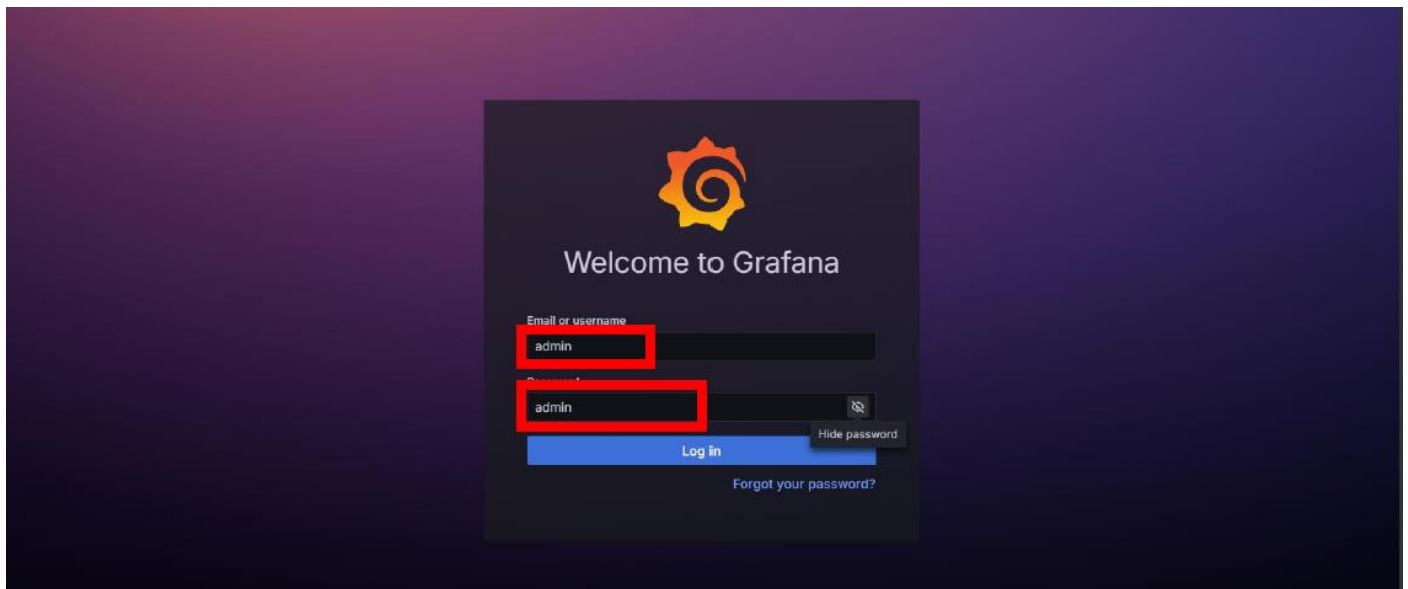 Welcome to Grafana
Email or username
admin
admin
Hide password
Log in
Forgot your password?